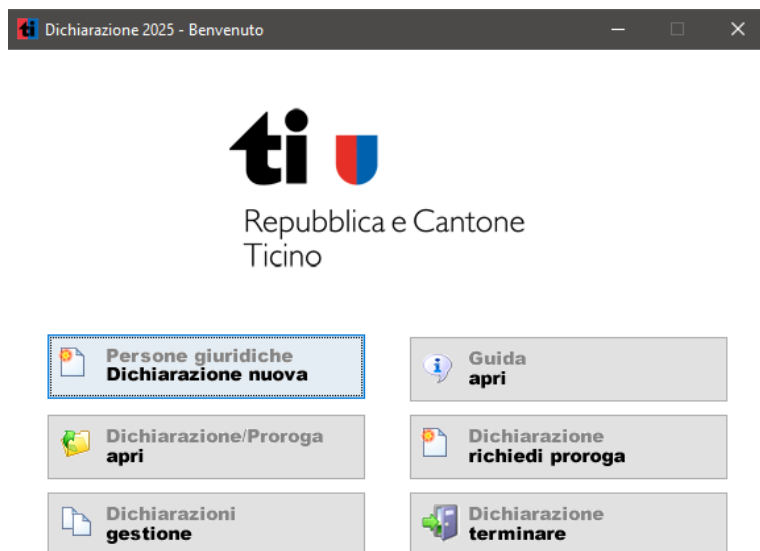 Dichiarazione 2025 - Benvenuto
ti
Repubblica e Cantone
Ticino
Persone giuridiche
Dichiarazione nuova
Guida
apri
Dichiarazione/Proroga
apri
Dichiarazione
richiedi proroga
Dichiarazioni
gestione
Dichiarazione
terminare